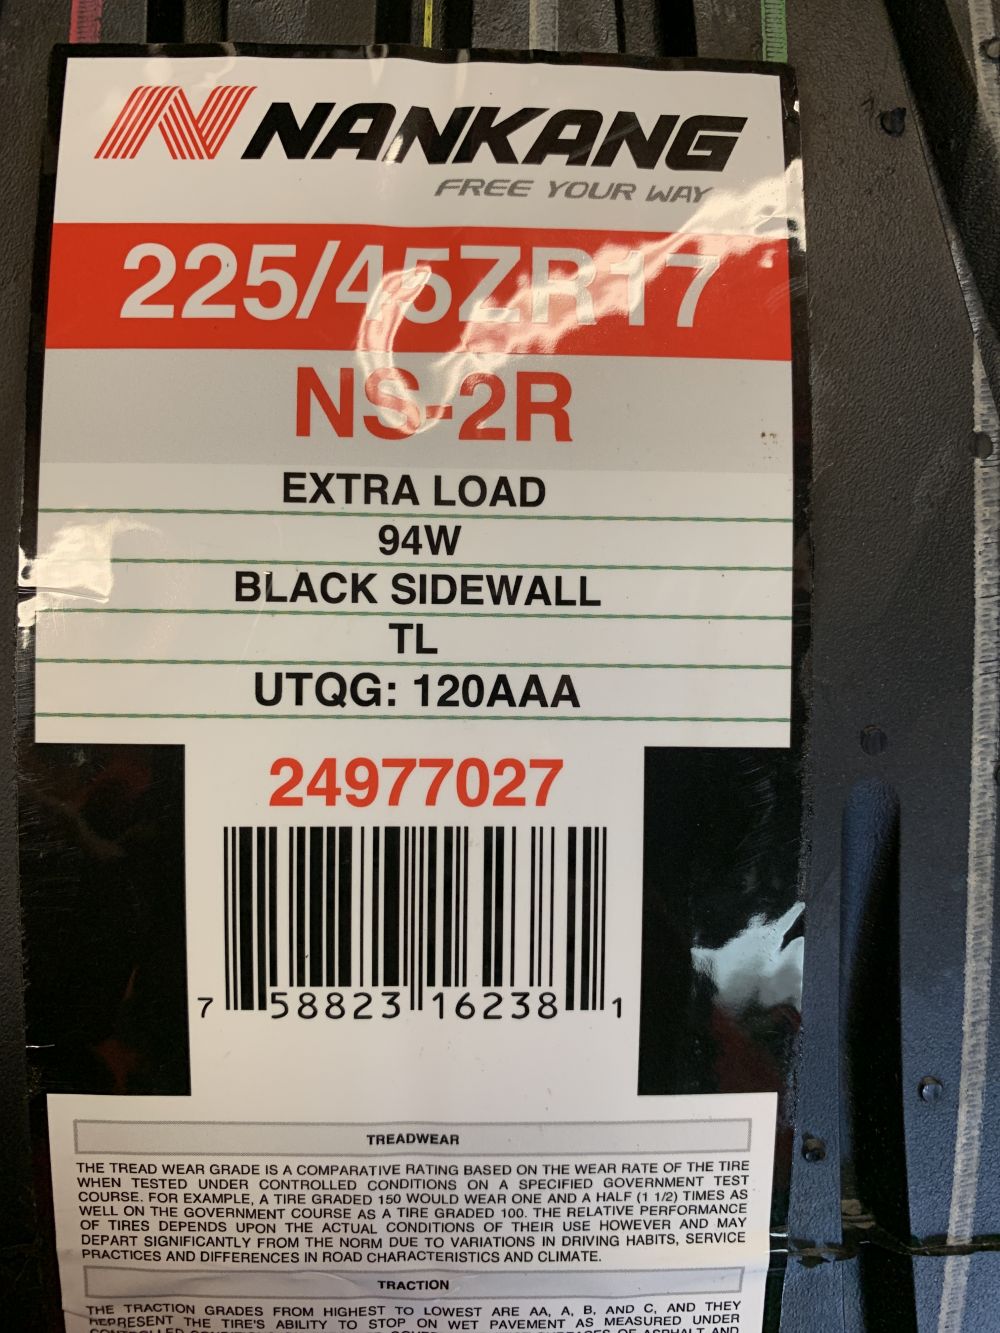 NANKANG
FREE YOUR WAY
225/45ZR17
NS-2R
EXTRA LOAD
94W
BLACK SIDEWALL
TL
UTQG: 120AAA
24977027
7 58823 16238 1
TREADWEAR
THE TREAD WEAR GRADE IS A COMPARATIVE RATING BASED ON THE WEAR RATE OF THE TIRE
WHEN TESTED UNDER CONTROLLED CONDITIONS ON A SPECIFIED GOVERNMENT TEST
COURSE. FOR EXAMPLE, A TIRE GRADED 150 WOULD WEAR ONE AND A HALF (1 1/2) TIMES AS
WELL ON THE GOVERNMENT COURSE AS A TIRE GRADED 100. THE RELATIVE PERFORMANCE
OF TIRES DEPENDS UPON THE ACTUAL CONDITIONS OF THEIR USE HOWEVER AND MAY
DEPART SIGNIFICANTLY FROM THE NORM DUE TO VARIATIONS IN DRIVING HABITS, SERVICE
PRACTICES AND DIFFERENCES IN ROAD CHARACTERISTICS AND CLIMATE.
TRACTION
THE TRACTION GRADES FROM HIGHEST TO LOWEST ARE AA, A, B, AND C, AND THEY
REPRESENT THE TIRE'S ABILITY TO STOP ON WET PAVEMENT AS MEASURED UNDER
OF ASPHALT AND